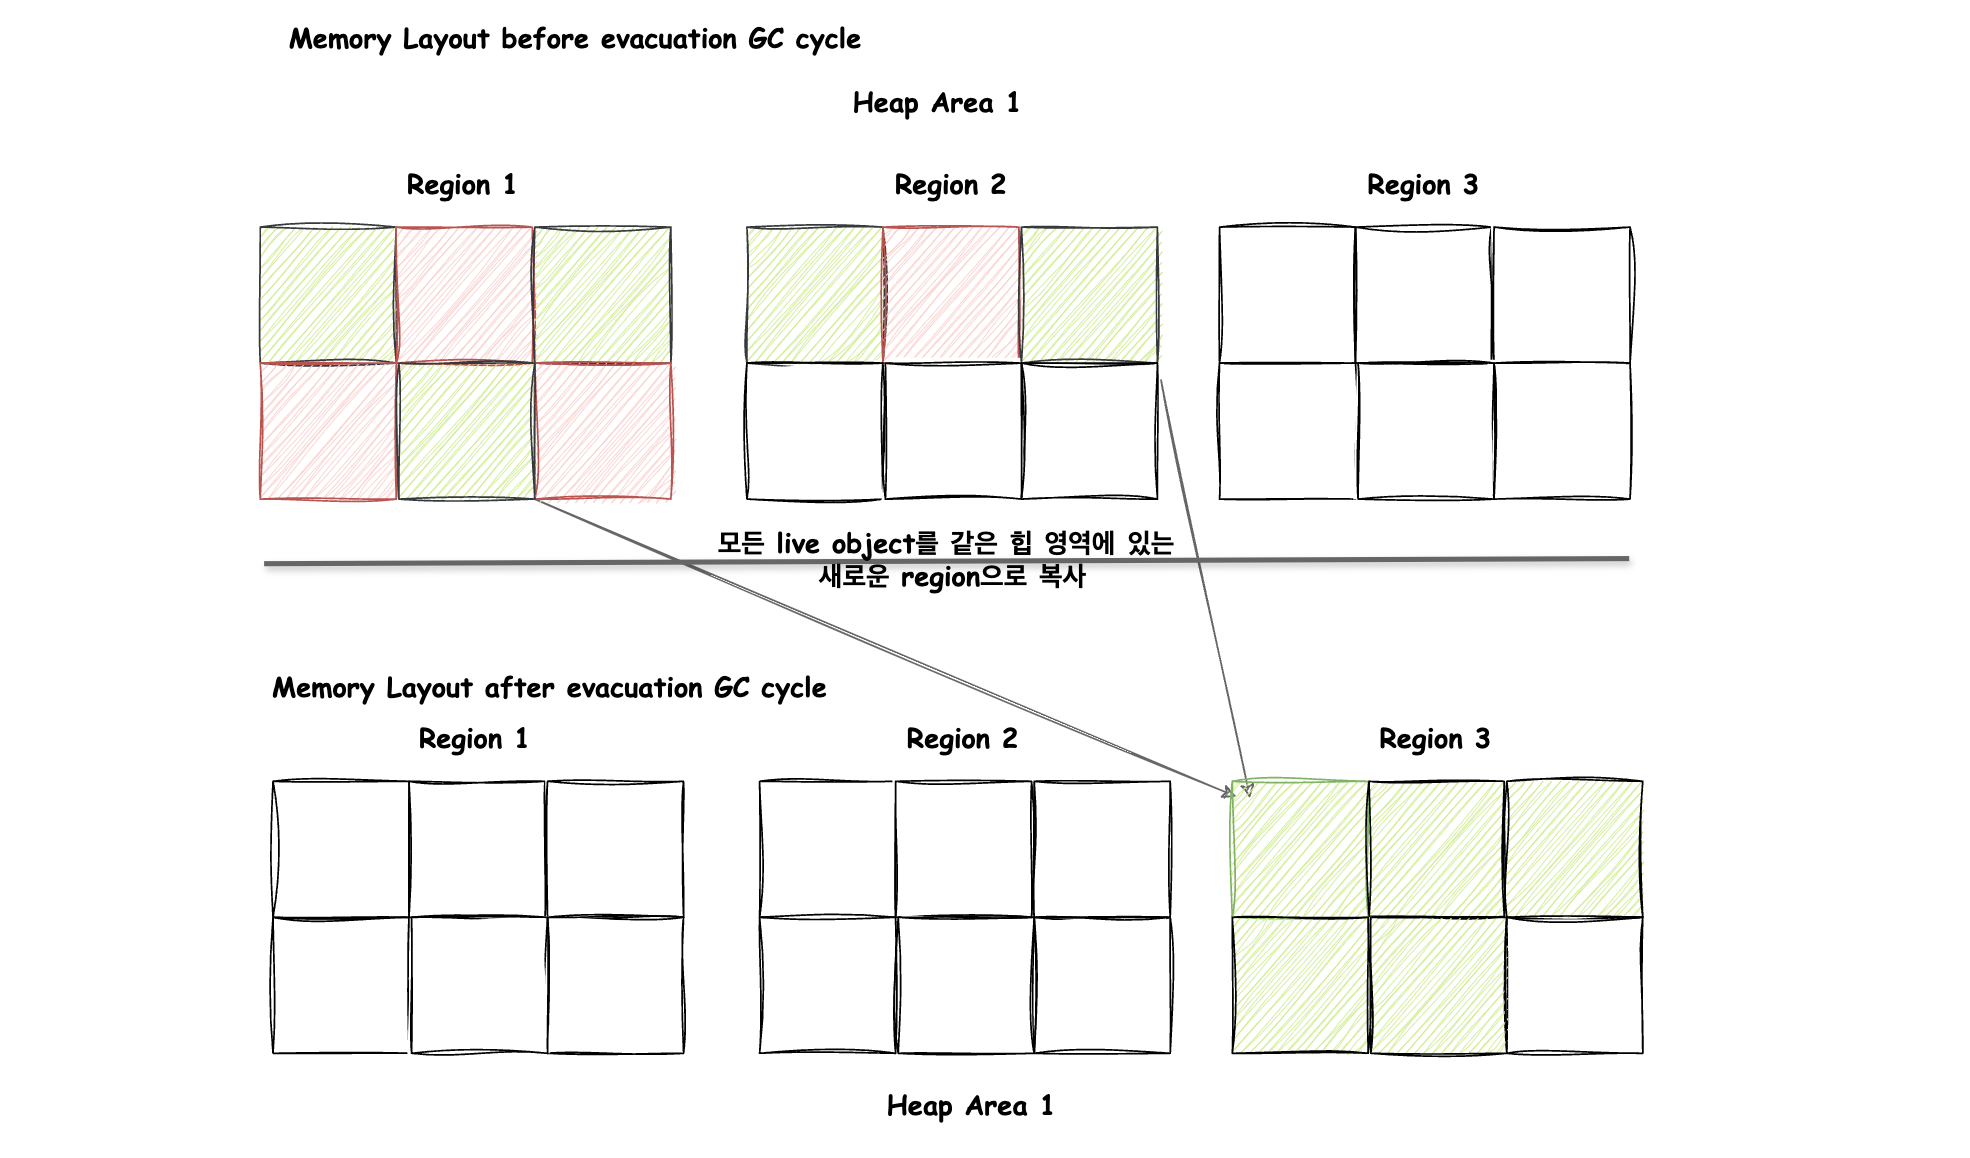 Memory Layout before evacuation GC cycle
Heap Area 1
Region 1
Region 2
Region 3
모든 live object를 같은 힙 영역에 있는
새로운 region으로 복사
Memory Layout after evacuation GC cycle
Region 1
Region 2
Region 3
Heap Area 1